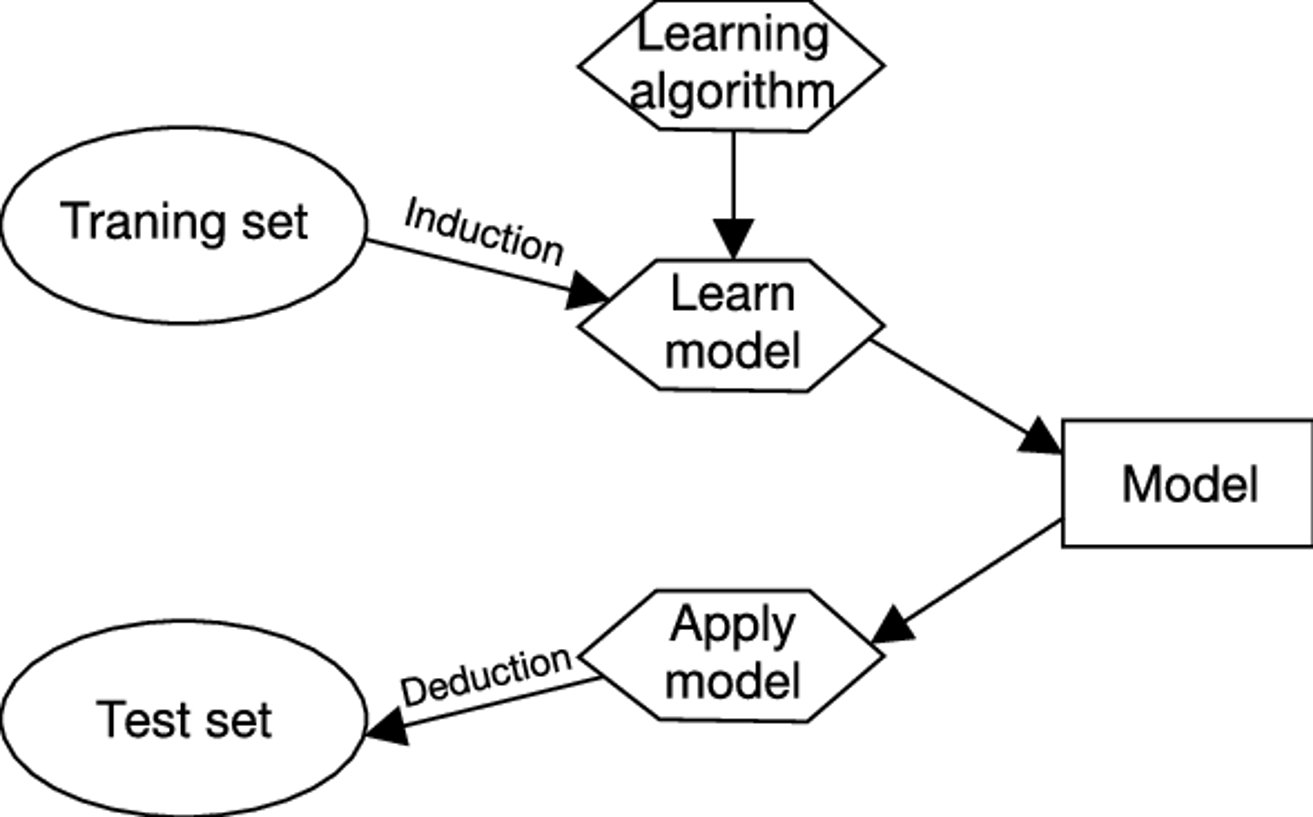 Learning
algorithm
Traning set
Induction
Learn
model
Model
Apply
model
Deduction
Test set